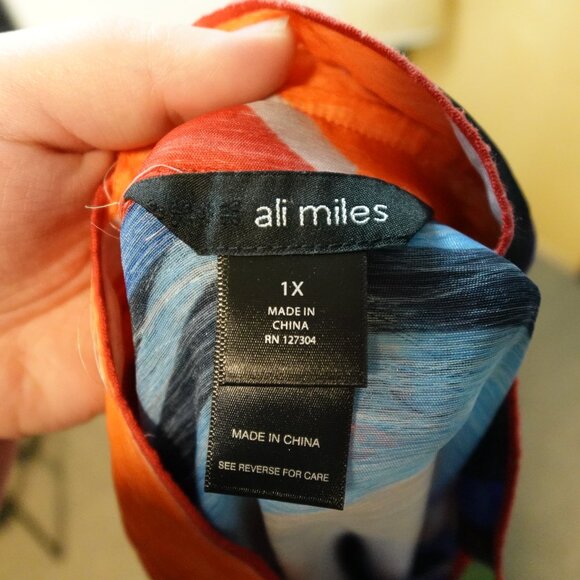 ali miles
1X
MADE IN
CHINA
RN 127304
MADE IN CHINA
SEE REVERSE FOR CARE